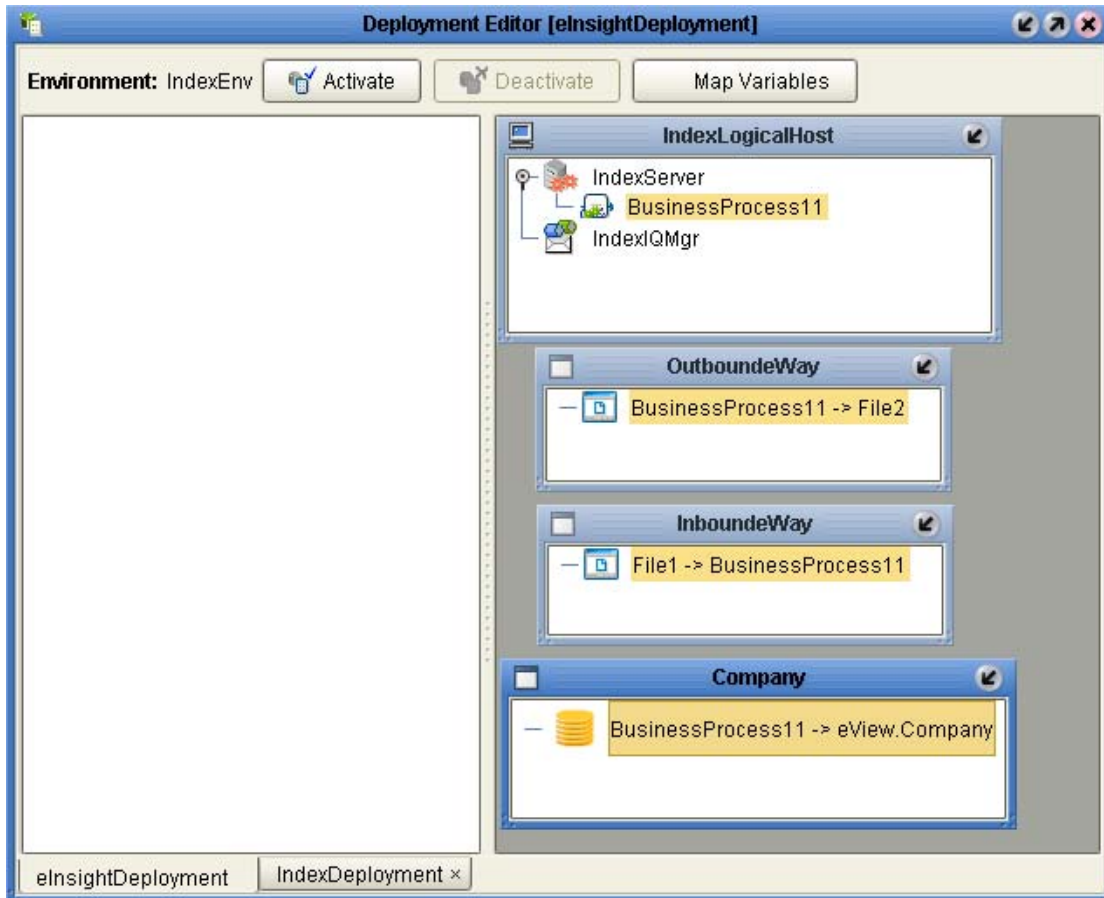 Deployment Editor [eInsightDeployment]
Environment: IndexEnv Activate Deactivate Map Variables
IndexLogicalHost
IndexServer
BusinessProcess11
IndexIQMgr
OutboundeWay
BusinessProcess11 -> File2
InboundeWay
File1 -> BusinessProcess11
Company
BusinessProcess11 -> eView.Company
eInsightDeployment IndexDeployment ×